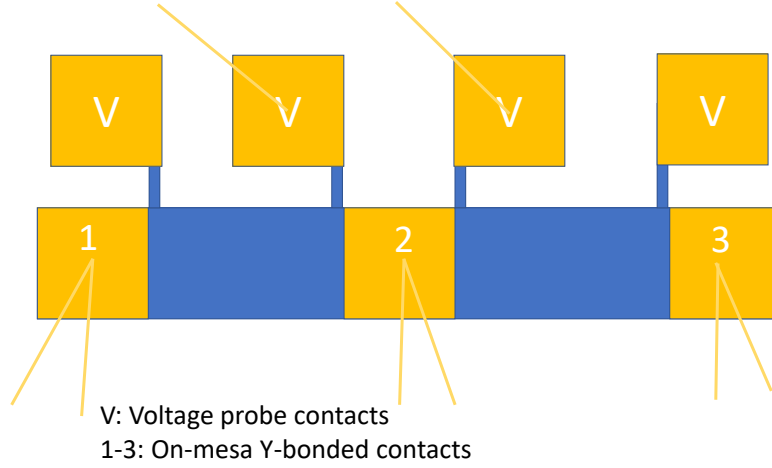 V V V V
1 2 3
V: Voltage probe contacts
1-3: On-mesa Y-bonded contacts